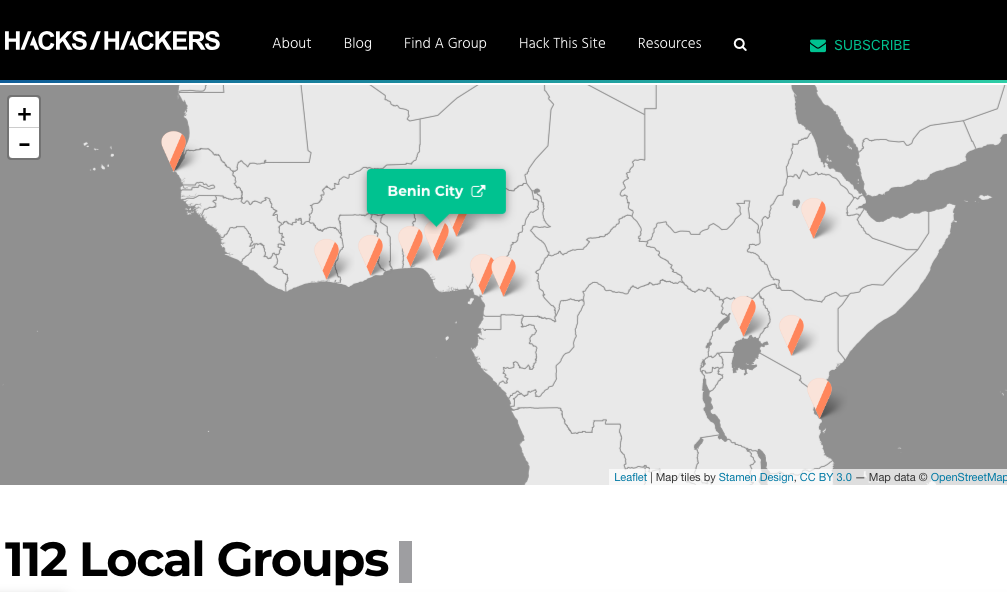 HACKS/HACKERS About Blog Find A Group Hack This Site Resources SUBSCRIBE
+
-
Benin City
Leaflet | Map tiles by Stamen Design, CC BY 3.0 — Map data © OpenStreetMap
112 Local Groups